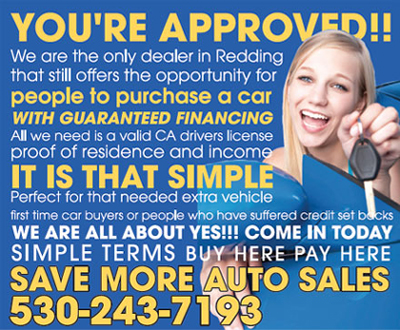 YOU'RE APPROVED!!
We are the only dealer in Redding
that still offers the opportunity for
people to purchase a car
WITH GUARANTEED FINANCING
All we need is a valid CA drivers license
proof of residence and income
IT IS THAT SIMPLE
Perfect for that needed extra vehicle
first time car buyers or people who have suffered credit set backs
WE ARE ALL ABOUT YES!!! COME IN TODAY
SIMPLE TERMS BUY HERE PAY HERE
SAVE MORE AUTO SALES
530-243-7193